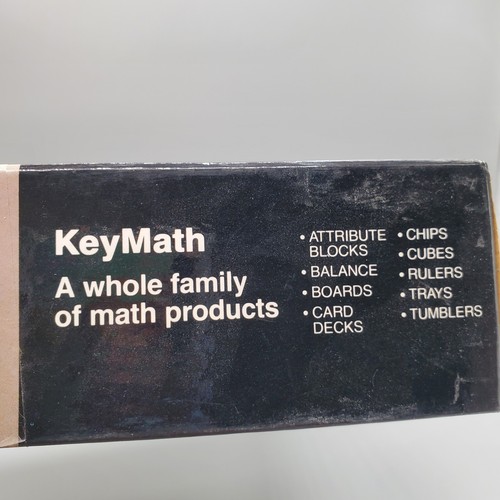 KeyMath
A whole family
of math products
• ATTRIBUTE
BLOCKS
• BALANCE
• BOARDS
• CARD
DECKS
• CHIPS
• CUBES
• RULERS
• TRAYS
• TUMBLERS